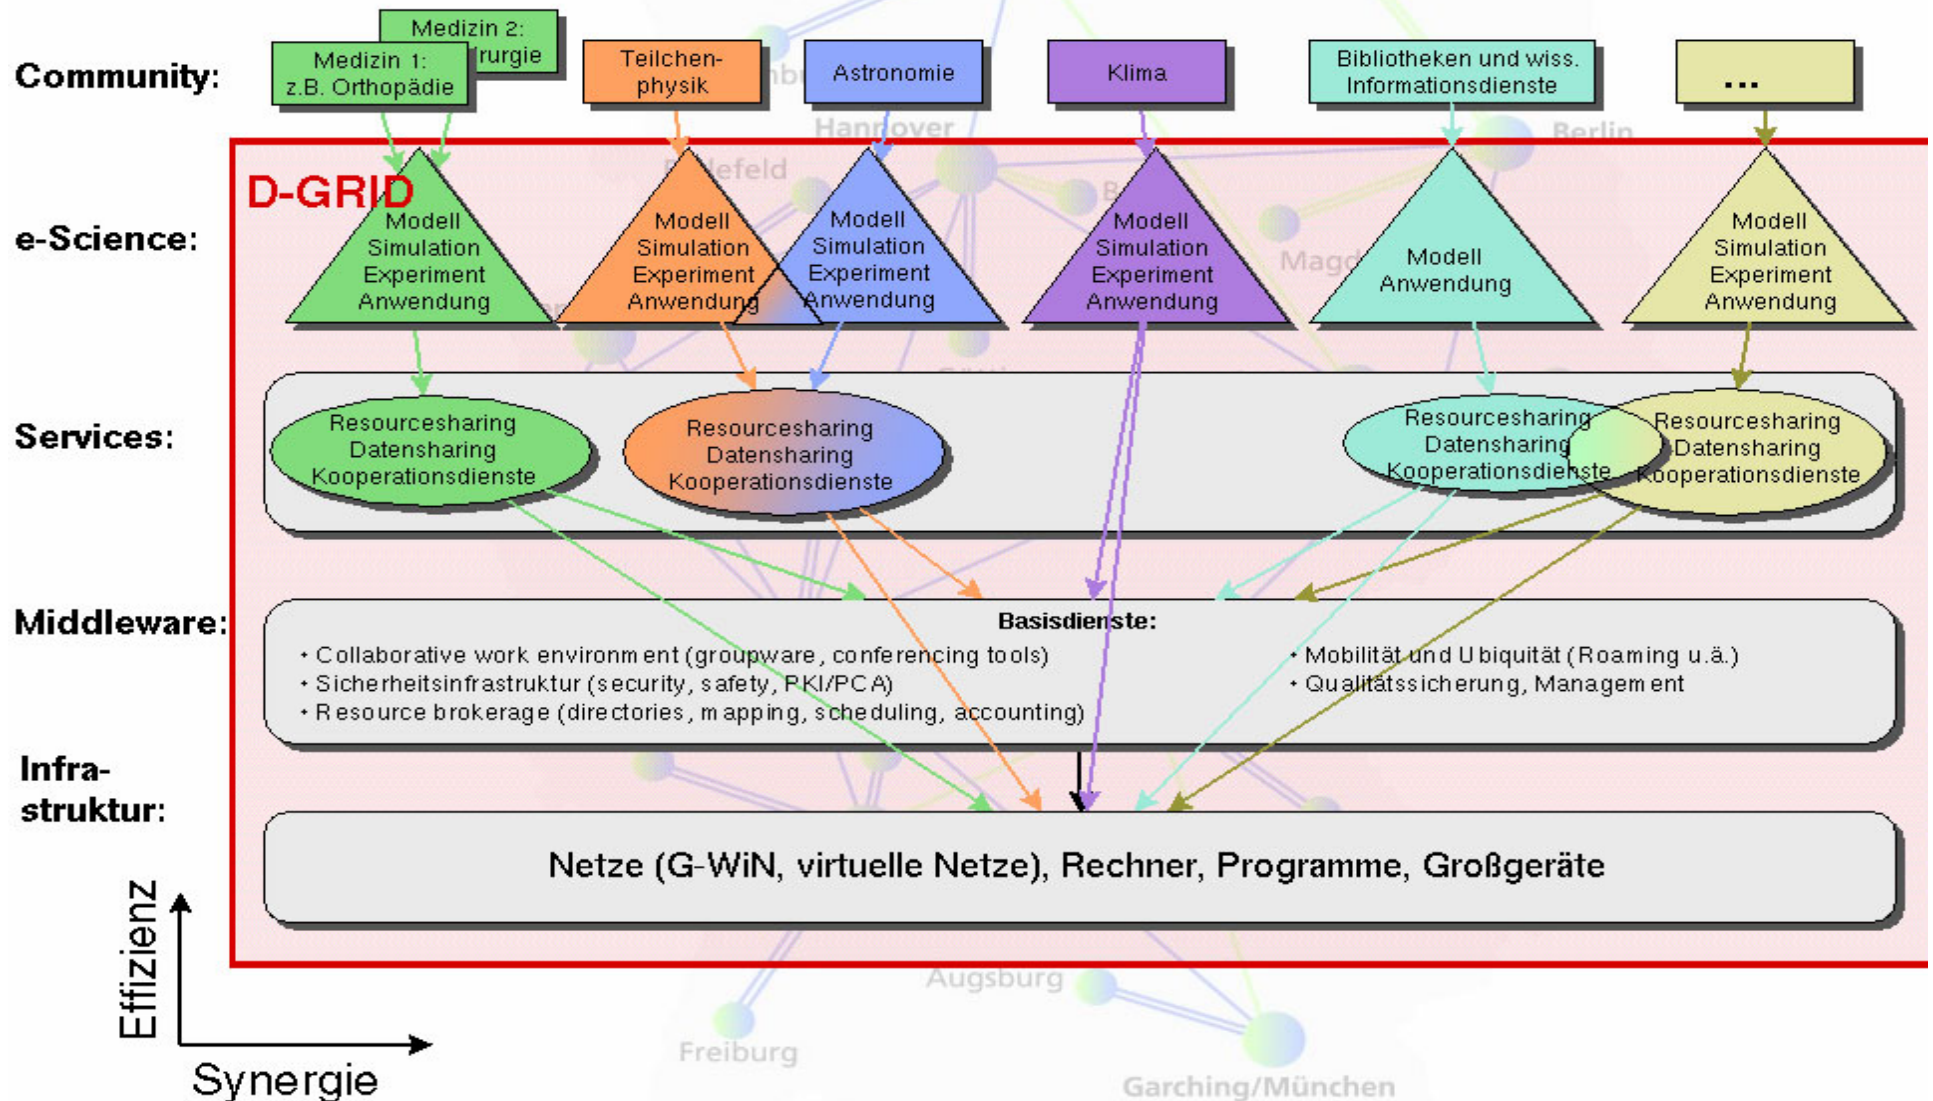 Community:
Medizin 2:
Medizin 1:
z.B. Orthopädie
Teilchen-
physik
Astronomie
Klima
Bibliotheken und wiss.
Informationsdienste
...
Hannover
Berlin
D-GRID
e-Science:
Modell
Simulation
Experiment
Anwendung
Modell
Simulation
Experiment
Anwendung
Modell
Simulation
Experiment
Anwendung
Modell
Simulation
Experiment
Anwendung
Modell
Anwendung
Modell
Simulation
Experiment
Anwendung
Services:
Resourcesharing
Datensharing
Kooperationsdienste
Resourcesharing
Datensharing
Kooperationsdienste
Resourcesharing
Datensharing
Kooperationsdienste
Resourcesharing
Datensharing
Kooperationsdienste
Middleware:
Basisdienste:
• Collaborative work environment (groupware, conferencing tools)
• Sicherheitsinfrastruktur (security, safety, PKI/PCA)
• Resource brokerage (directories, mapping, scheduling, accounting)
• Mobilität und Ubiquität (Roaming u.ä.)
• Qualitätssicherung, Management
Infra-
struktur:
Netze (G-WiN, virtuelle Netze), Rechner, Programme, Großgeräte
Effizienz
Synergie
Augsburg
Freiburg
Garching/München